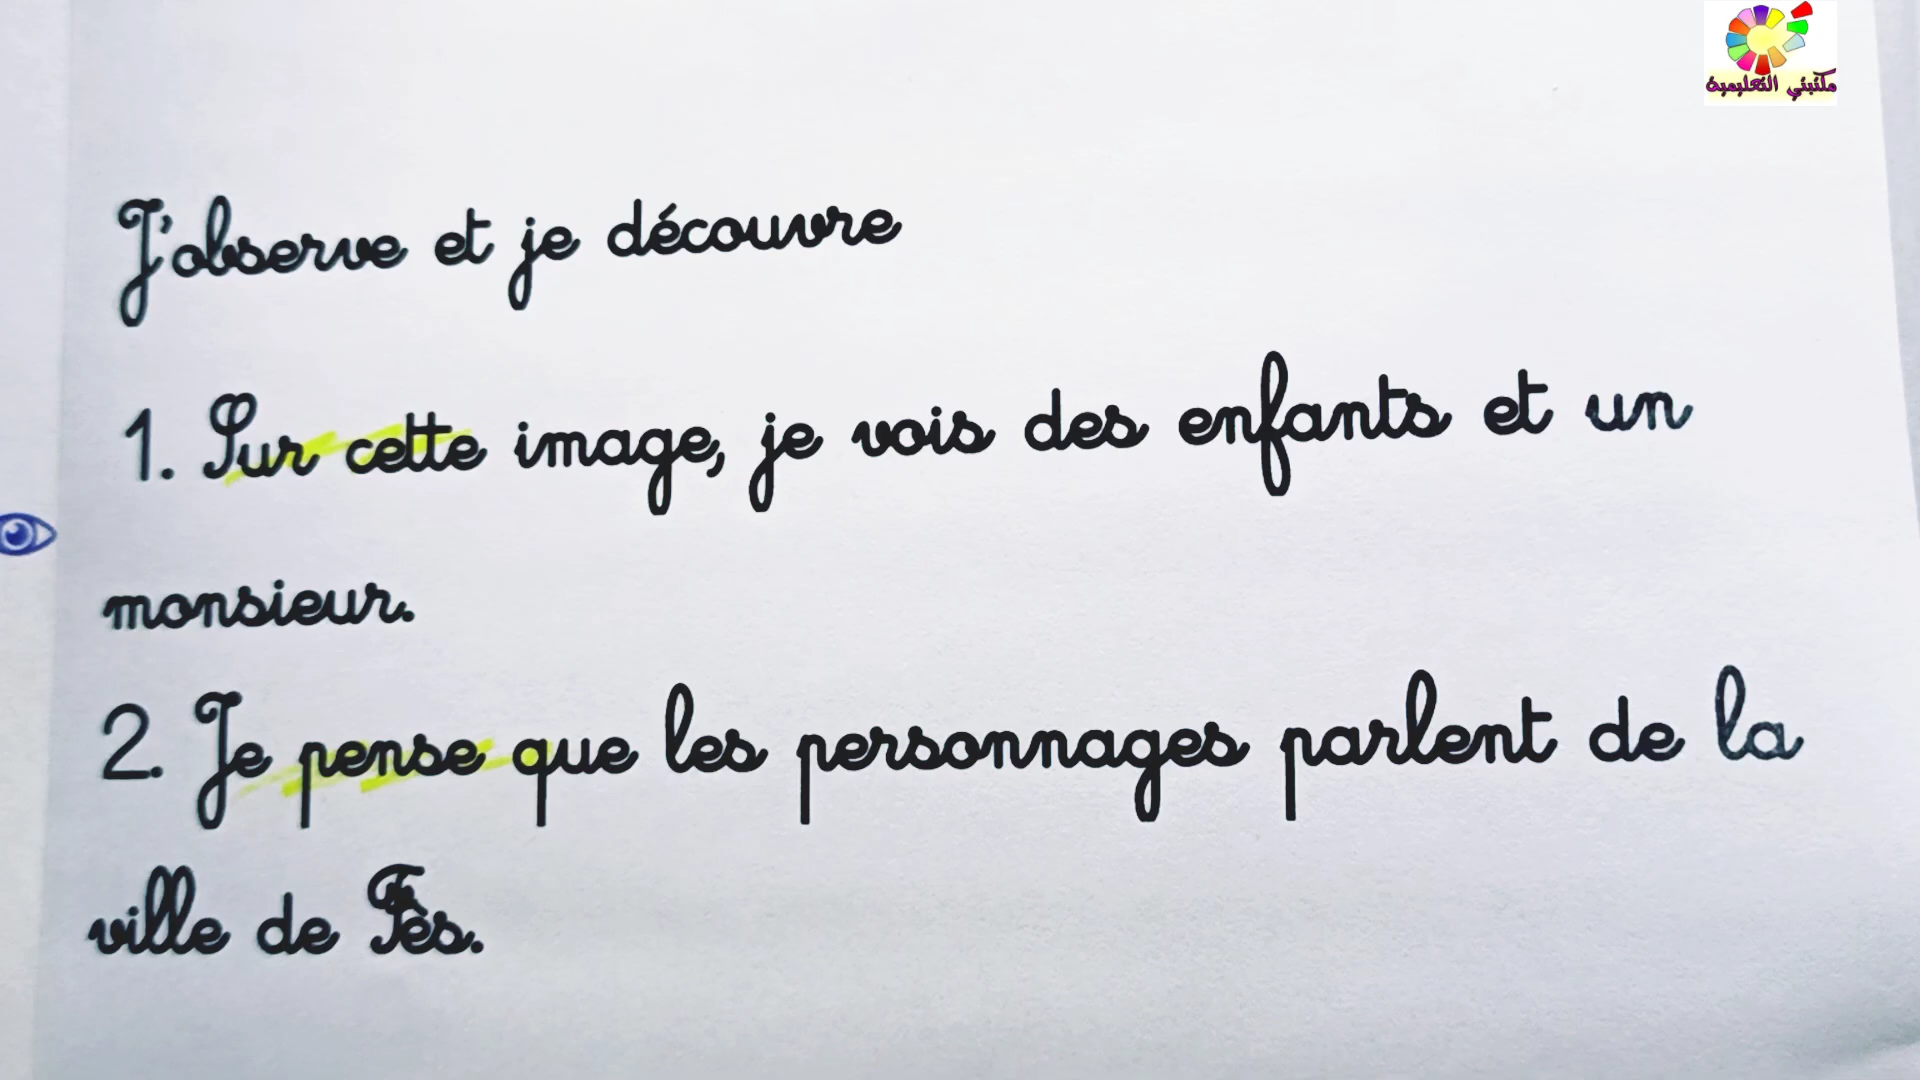 مكتبتي التعليمية
J'observe et je découvre
1. Sur cette image, je vois des enfants et un
monsieur.
2. Je pense que les personnages parlent de la
ville de Fès.